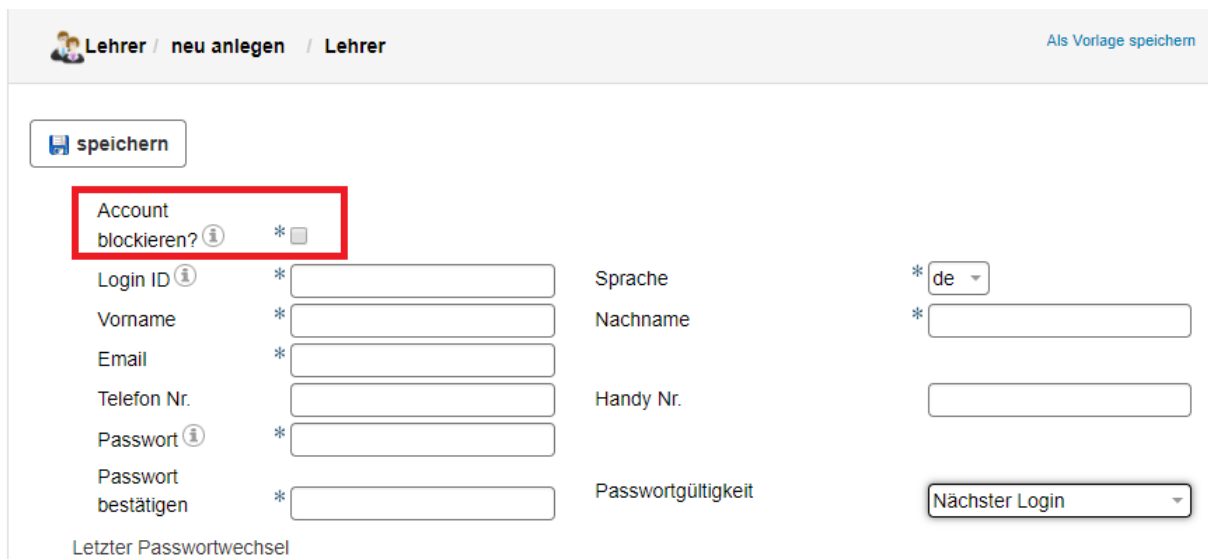 Lehrer / neu anlegen / Lehrer
Als Vorlage speichern
speichern
Account
blockieren? i *
Login ID i *
Sprache * de
Vorname *
Nachname *
Email *
Telefon Nr.
Handy Nr.
Passwort i *
Passwort
bestätigen *
Passwortgültigkeit
Nächster Login
Letzter Passwortwechsel